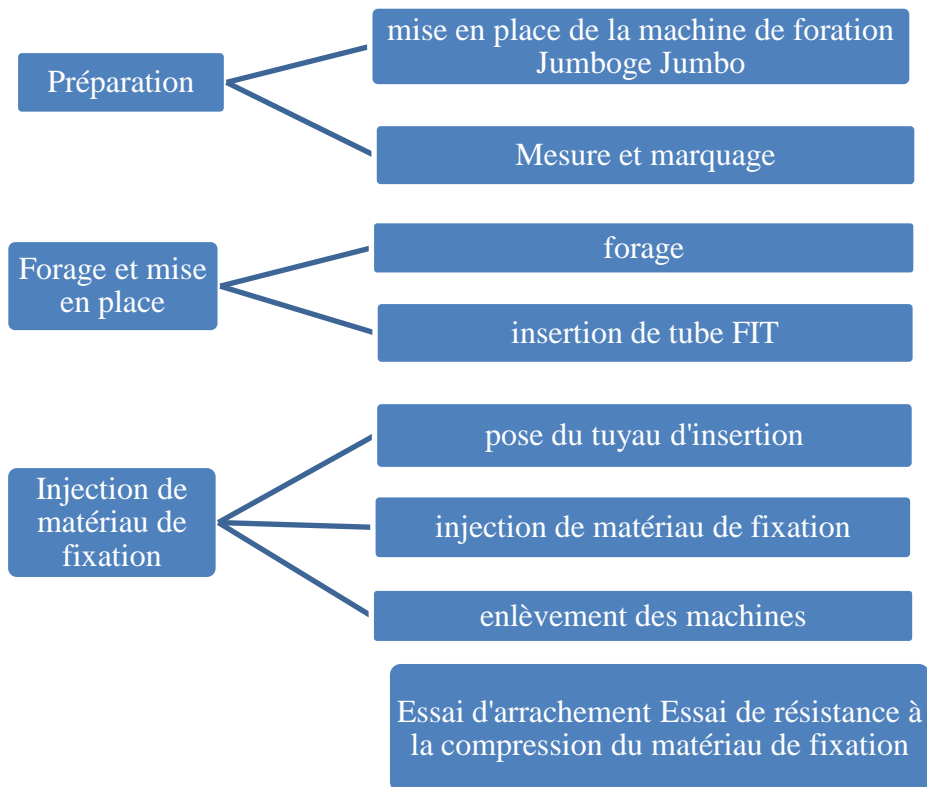 Préparation
mise en place de la machine de foration
Jumboge Jumbo
Mesure et marquage
Forage et mise
en place
forage
insertion de tube FIT
Injection de
matériau de
fixation
pose du tuyau d'insertion
injection de matériau de fixation
enlèvement des machines
Essai d'arrachement Essai de résistance à
la compression du matériau de fixation